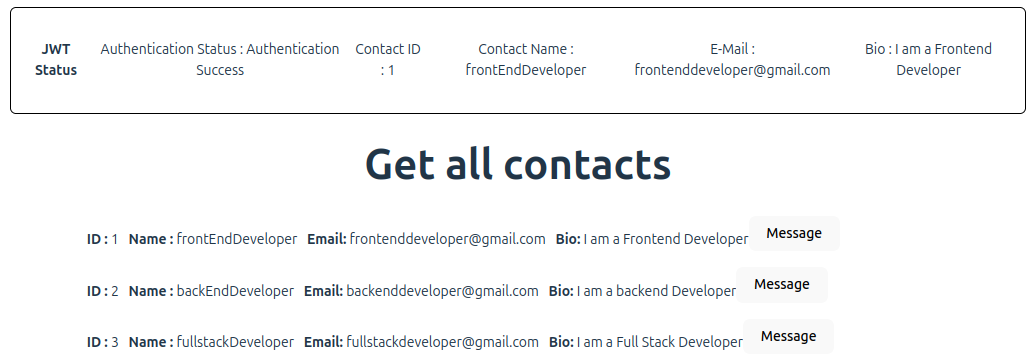 JWT Status
Authentication Status : Authentication Success
Contact ID : 1
Contact Name : frontEndDeveloper
E-Mail : frontenddeveloper@gmail.com
Bio : I am a Frontend Developer
Get all contacts
ID : 1 Name : frontEndDeveloper Email: frontenddeveloper@gmail.com Bio: I am a Frontend Developer Message
ID : 2 Name : backEndDeveloper Email: backenddeveloper@gmail.com Bio: I am a backend Developer Message
ID : 3 Name : fullstackDeveloper Email: fullstackdeveloper@gmail.com Bio: I am a Full Stack Developer Message